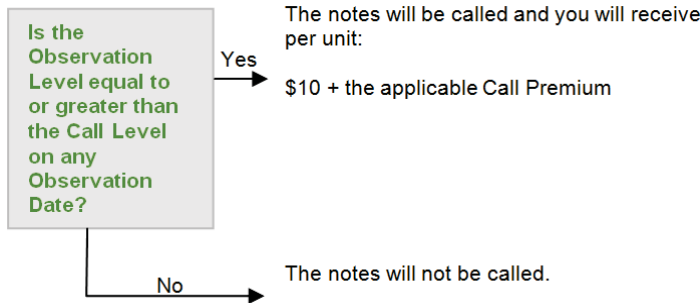 Is the
Observation
Level equal to
or greater than
the Call Level
on any
Observation
Date?
Yes
The notes will be called and you will receive
per unit:
$10 + the applicable Call Premium
No
The notes will not be called.